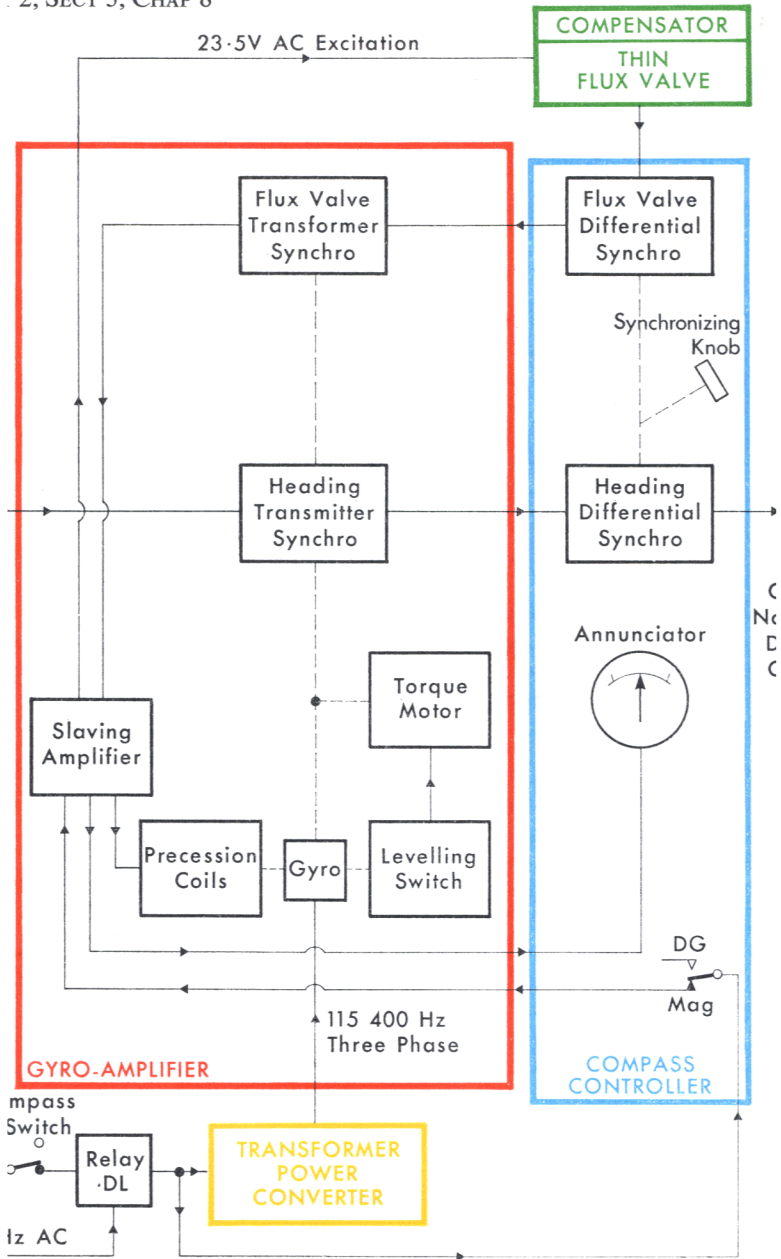 2, SECT 3, CHAP 8
COMPENSATOR
THIN
FLUX VALVE
23·5V AC Excitation
Flux Valve
Transformer
Synchro
Flux Valve
Differential
Synchro
Synchronizing
Knob
Heading
Transmitter
Synchro
Heading
Differential
Synchro
Annunciator
Torque
Motor
Slaving
Amplifier
Precession
Coils
Gyro
Levelling
Switch
DG
Mag
115 400 Hz
Three Phase
GYRO-AMPLIFIER
COMPASS
CONTROLLER
mpass
Switch
Relay
·DL
TRANSFORMER
POWER
CONVERTER
Hz AC